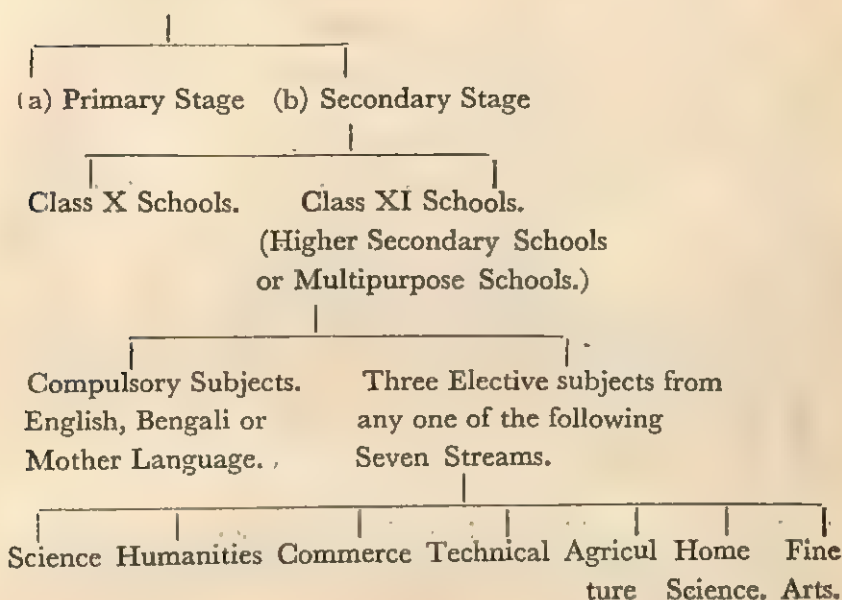 (a) Primary Stage (b) Secondary Stage
Class X Schools. Class XI Schools.
(Higher Secondary Schools
or Multipurpose Schools.)
Compulsory Subjects. Three Elective subjects from
English, Bengali or any one of the following
Mother Language. Seven Streams.
Science Humanities Commerce Technical Agricul Home Fine
ture Science. Arts.